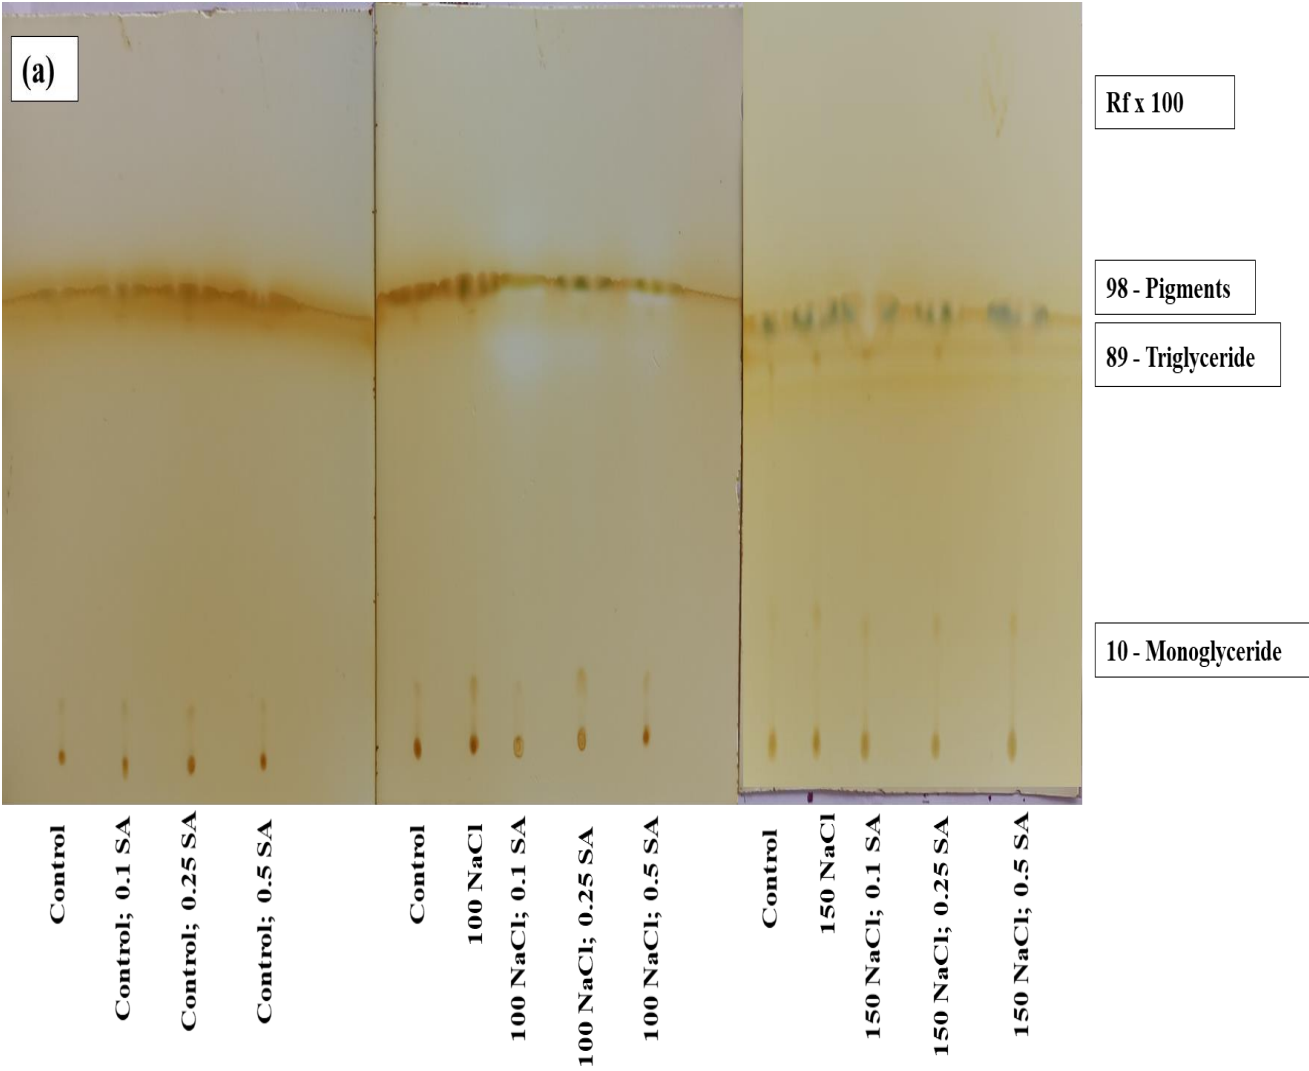 (a)
Rf x 100
98 - Pigments
89 - Triglyceride
10 - Monoglyceride
Control
Control; 0.1 SA
Control; 0.25 SA
Control; 0.5 SA
Control
100 NaCl
100 NaCl; 0.1 SA
100 NaCl; 0.25 SA
100 NaCl; 0.5 SA
Control
150 NaCl
150 NaCl; 0.1 SA
150 NaCl; 0.25 SA
150 NaCl; 0.5 SA